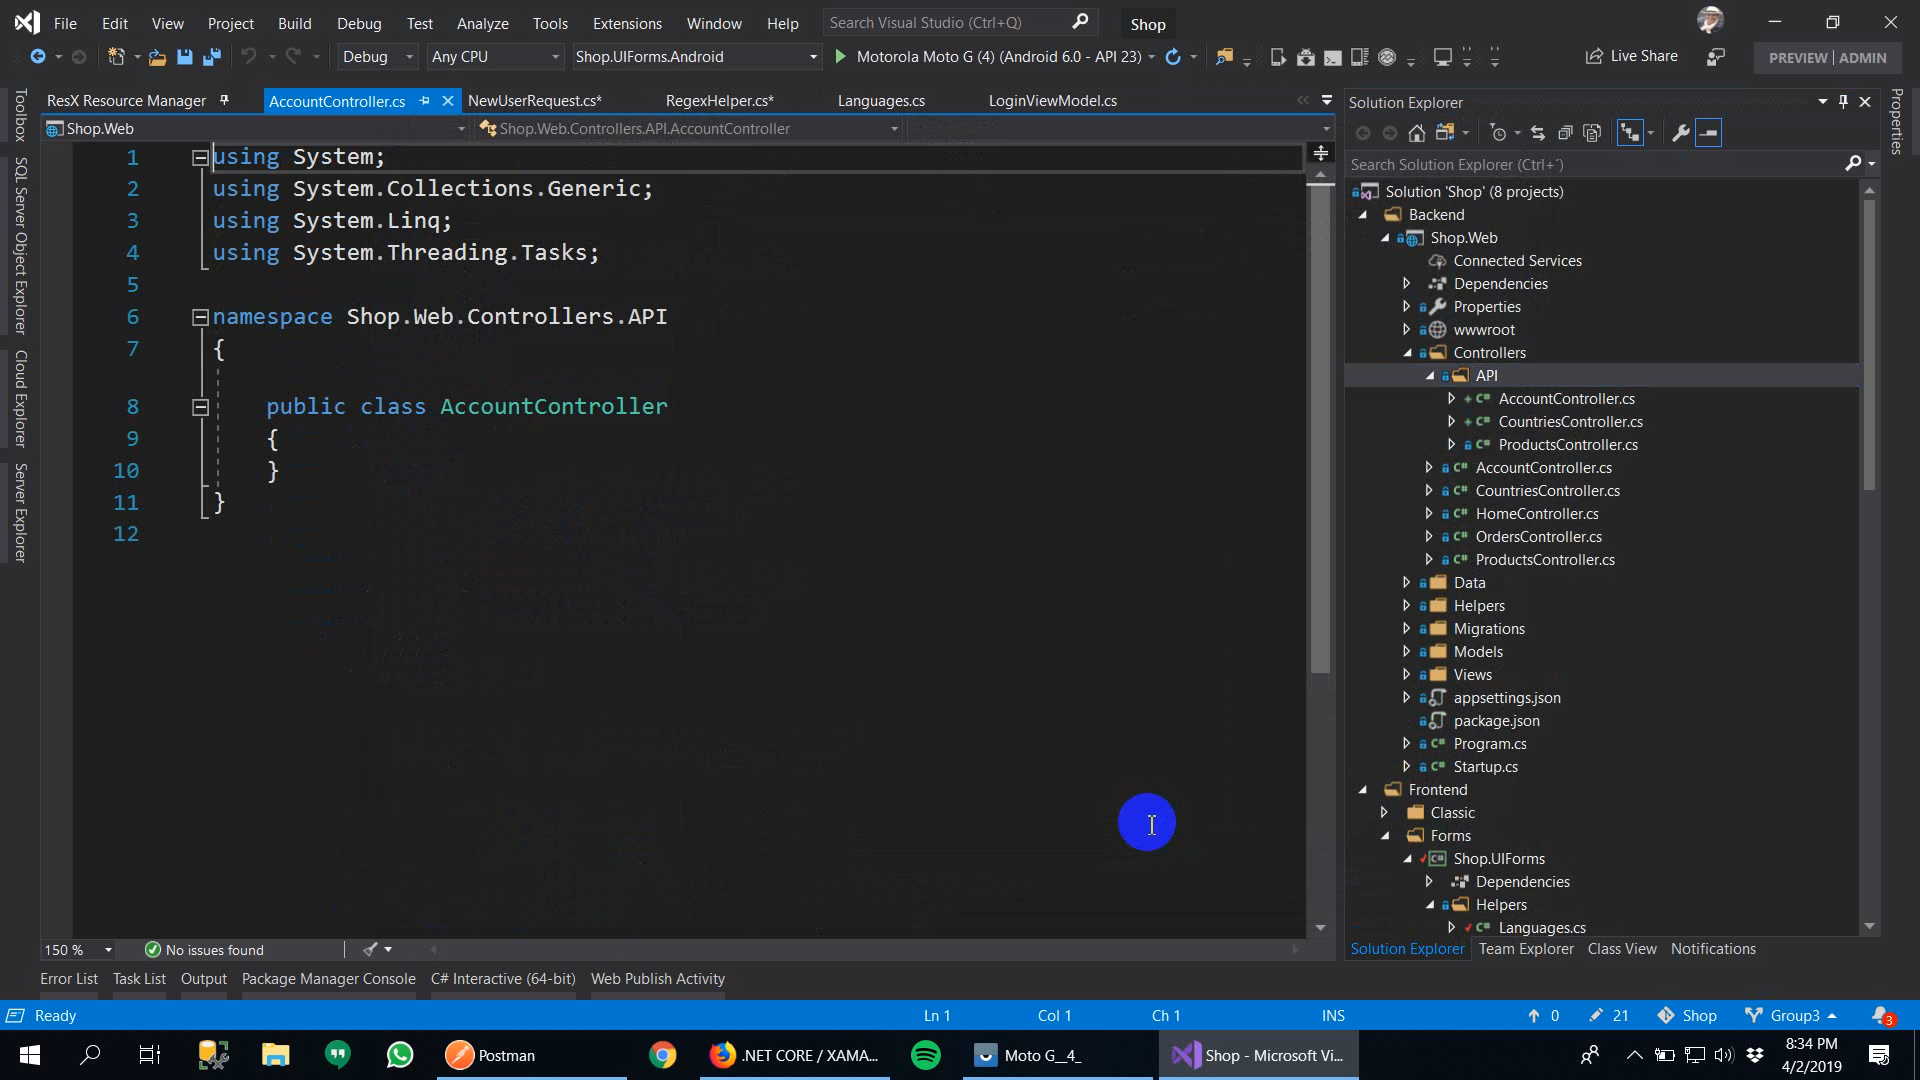 File Edit View Project Build Debug Test Analyze Tools Extensions Window Help Search Visual Studio (Ctrl+Q) Shop
Debug Any CPU Shop.UIForms.Android Motorola Moto G (4) (Android 6.0 - API 23) Live Share PREVIEW | ADMIN
ResX Resource Manager AccountController.cs NewUserRequest.cs* RegexHelper.cs* Languages.cs LoginViewModel.cs
Shop.Web Shop.Web.Controllers.API.AccountController
Toolbox
SQL Server Object Explorer
Cloud Explorer
Server Explorer
1 using System;
2 using System.Collections.Generic;
3 using System.Linq;
4 using System.Threading.Tasks;
5
6 namespace Shop.Web.Controllers.API
7 {
8 public class AccountController
9 {
10 }
11 }
12
150 % No issues found
Solution Explorer
Search Solution Explorer (Ctrl+´)
Solution 'Shop' (8 projects)
Backend
Shop.Web
Connected Services
Dependencies
Properties
wwwroot
Controllers
API
AccountController.cs
CountriesController.cs
ProductsController.cs
AccountController.cs
CountriesController.cs
HomeController.cs
OrdersController.cs
ProductsController.cs
Data
Helpers
Migrations
Models
Views
appsettings.json
package.json
Program.cs
Startup.cs
Frontend
Classic
Forms
Shop.UIForms
Dependencies
Helpers
Languages.cs
Solution Explorer Team Explorer Class View Notifications
Properties
Error List Task List Output Package Manager Console C# Interactive (64-bit) Web Publish Activity
Ready Ln 1 Col 1 Ch 1 INS 0 21 Shop Group3 3
Postman .NET CORE / XAMA... Moto G__4_ Shop - Microsoft Vi... 8:34 PM
4/2/2019